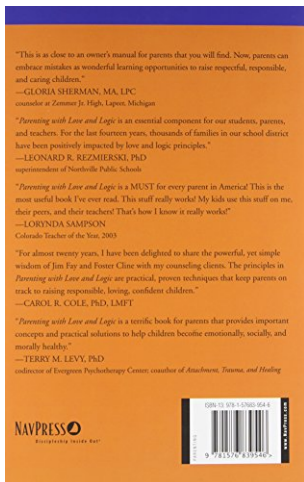 "This is as close to an owner's manual for parents that you will find. Now, parents can
embrace mistakes as wonderful learning opportunities to raise respectful, responsible,
and caring children."
—GLORIA SHERMAN, MA, LPC
counselor at Zemmer Jr. High, Lapeer, Michigan
"Parenting with Love and Logic is an essential component for our students, parents,
and teachers. For the last fourteen years, thousands of families in our school district
have been positively impacted by love and logic principles."
—LEONARD R. REZMIERSKI, PhD
superintendent of Northville Public Schools
"Parenting with Love and Logic is a MUST for every parent in America! This is the
most useful book I've ever read. This stuff really works! My kids use this stuff on me,
their peers, and their teachers! That's how I know it really works!"
—LORYNDA SAMPSON
Colorado Teacher of the Year, 2003
"For almost twenty years, I have been delighted to share the powerful, yet simple
wisdom of Jim Fay and Foster Cline with my counseling clients. The principles in
Parenting with Love and Logic are practical, proven techniques that keep parents on
track to raising responsible, loving, confident children."
—CAROL R. COLE, PhD, LMFT
"Parenting with Love and Logic is a terrific book for parents that provides important
concepts and practical solutions to help children become emotionally, socially, and
morally healthy."
—TERRY M. LEVY, PhD
codirector of Evergreen Psychotherapy Center, coauthor of Attachment, Trauma, and Healing
ISBN-13: 978-1-57683-954-6
9 781576 839546 >
www.NavPress.com
NAVPRESS
Discipleship Inside Out®